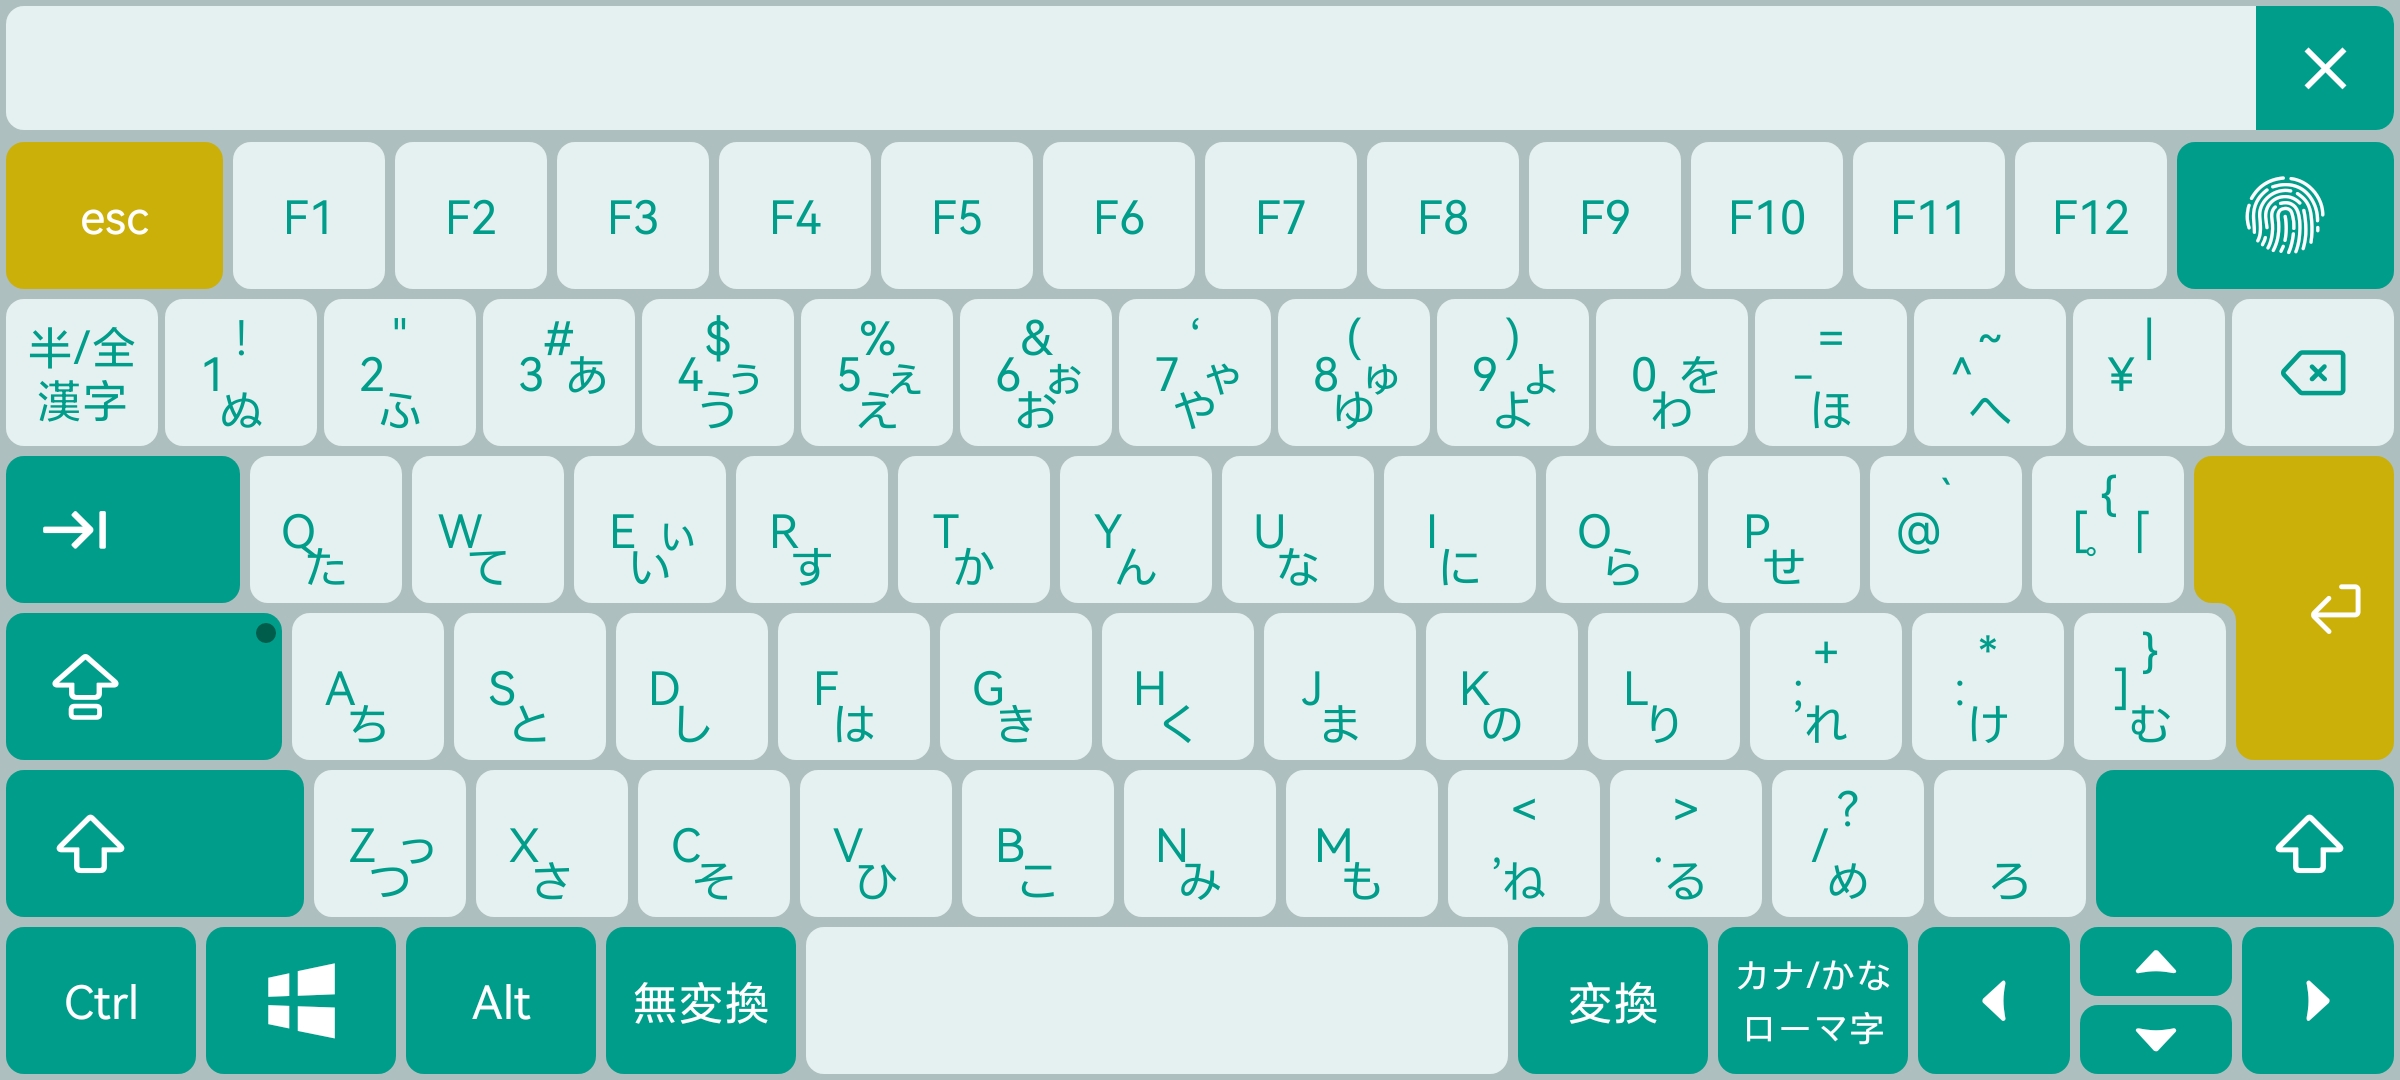 esc F1 F2 F3 F4 F5 F6 F7 F8 F9 F10 F11 F12
半/全 漢字 ! 1 ぬ " 2 ふ # 3 あ $ 4 ぅ う % 5 ぇ え & 6 ぉ お ‘ 7 ゃ や ( 8 ゅ ゆ ) 9 ょ よ 0 を わ = - ほ ~ ^ へ | ¥
Q た W て E ぃ い R す T か Y ん U な I に O ら P せ ` @ { [ 「 。
A ち S と D し F は G き H く J ま K の L り + ; れ * : け } ] む
Z っ つ X さ C そ V ひ B こ N み M も < , ね > . る ? / め ろ
Ctrl Alt 無変換 変換 カナ/かな
ローマ字